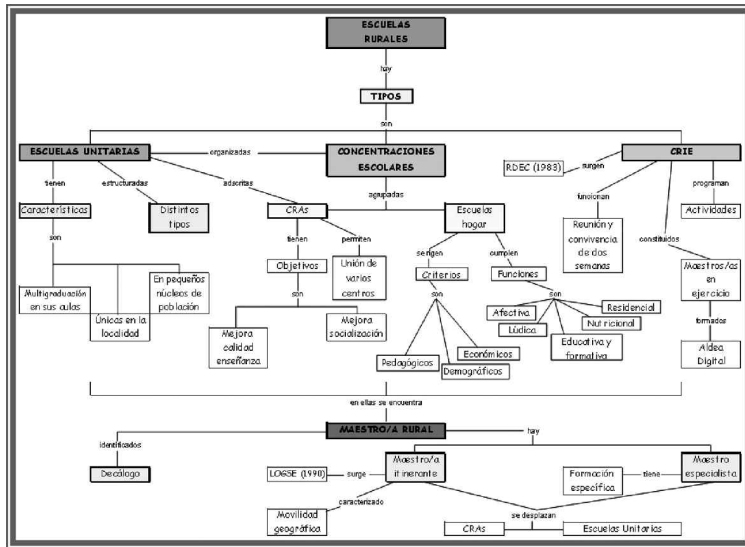 ESCUELAS
RURALES
hay
TIPOS
son
ESCUELAS UNITARIAS
organizadas
CONCENTRACIONES
ESCOLARES
RDEC (1983)
surgen
CRIE
tienen
estructuradas
adscritas
agrupadas
funcionan
programan
Características
Distintos
tipos
CRAs
Escuelas
hogar
Reunión y
convivencia
de dos
semanas
constituidos
Actividades
son
tienen
permiten
se rigen
cumplen
Objetivos
Unión de
varios
centros
Criterios
Funciones
Maestros/as
en
ejercicio
Multigraduación
en sus aulas
Únicas en la
localidad
En pequeños
núcleos de
población
son
son
son
Mejora
calidad
enseñanza
Mejora
socialización
Pedagógicos
Demográficos
Económicos
Afectiva
Lúdica
Educativa y
formativa
Nutricional
Residencial
formados
Aldea
Digital
en ellas se encuentra
MAESTRO/A RURAL
identificados
hay
Decálogo
LOGSE (1990)
surge
Maestro/a
itinerante
Formación
específica
tiene
Maestro
especialista
caracterizado
Movilidad
geográfica
se desplazan
CRAs
Escuelas Unitarias